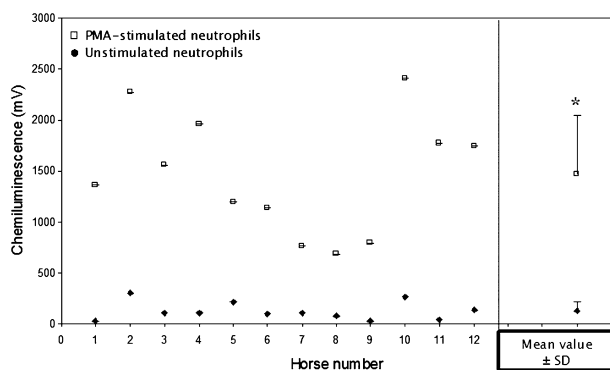 3000
2500
2000
1500
1000
500
0
Chemiluminescence (mV)
PMA-stimulated neutrophils
Unstimulated neutrophils
*
0 1 2 3 4 5 6 7 8 9 10 11 12
Horse number
Mean value
± SD